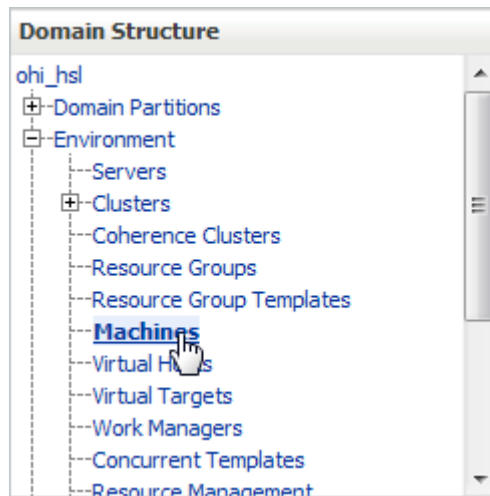 Domain Structure
ohi_hsl
Domain Partitions
Environment
Servers
Clusters
Coherence Clusters
Resource Groups
Resource Group Templates
Machines
Virtual Hosts
Virtual Targets
Work Managers
Concurrent Templates
Resource Management